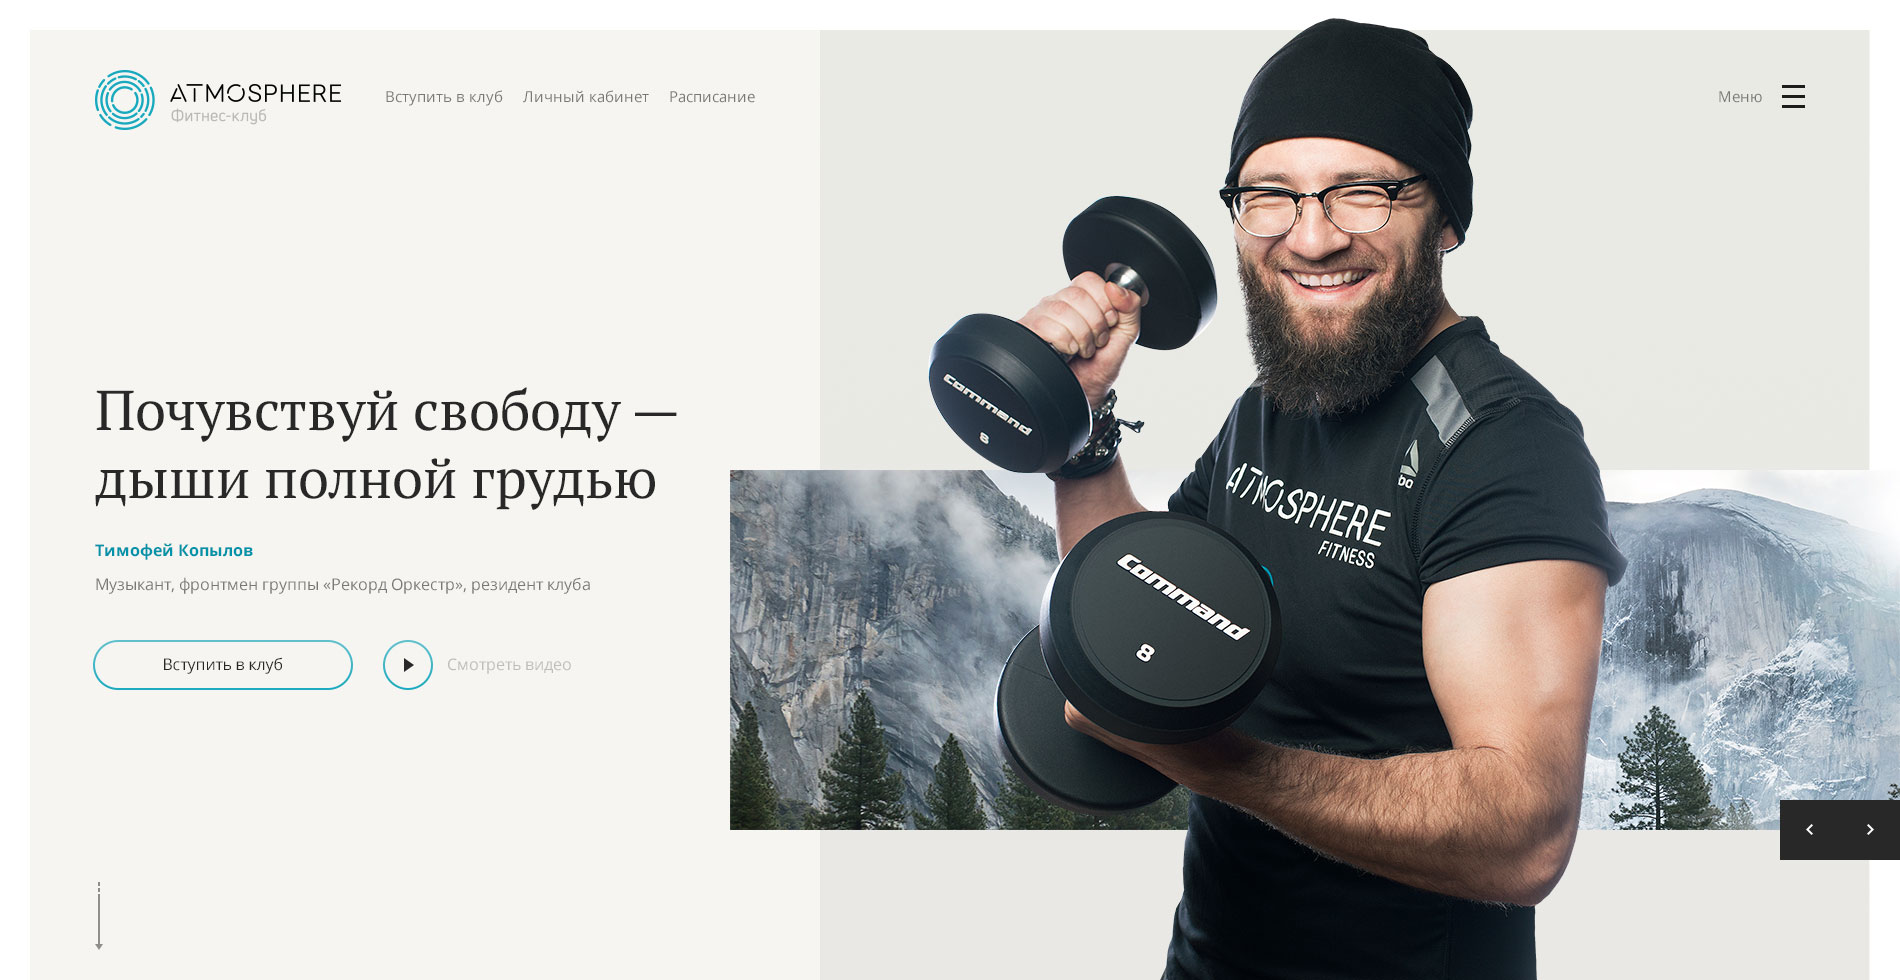 ATMOSPHERE
Фитнес-клуб
Вступить в клуб
Личный кабинет
Расписание
Меню
Почувствуй свободу —
дыши полной грудью
Тимофей Копылов
Музыкант, фронтмен группы «Рекорд Оркестр», резидент клуба
Вступить в клуб
Смотреть видео
command
8
ATMOSPHERE
FITNESS
command
8